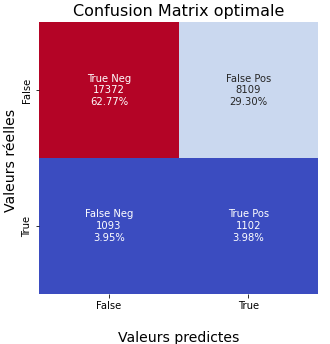 Confusion Matrix optimale
True Neg
17372
62.77%
False Pos
8109
29.30%
False Neg
1093
3.95%
True Pos
1102
3.98%
False
True
Valeurs réelles
False
True
Valeurs predictes